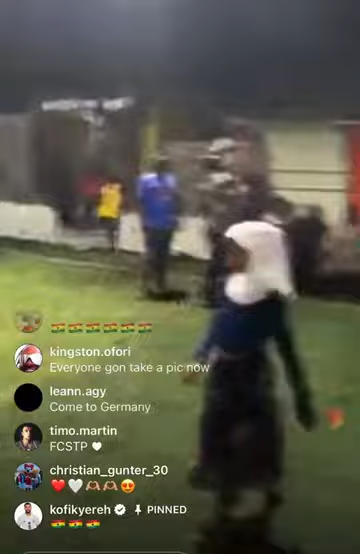 🇬🇭🇬🇭🇬🇭🇬🇭🇬🇭🇬🇭
kingston.ofori
Everyone gon take a pic now
leann.agy
Come to Germany
timo.martin
FCSTP 🤍
christian_gunter_30
❤️🤍🫶🏽🫶🏽😍
kofikyereh PINNED
🇬🇭🇬🇭🇬🇭